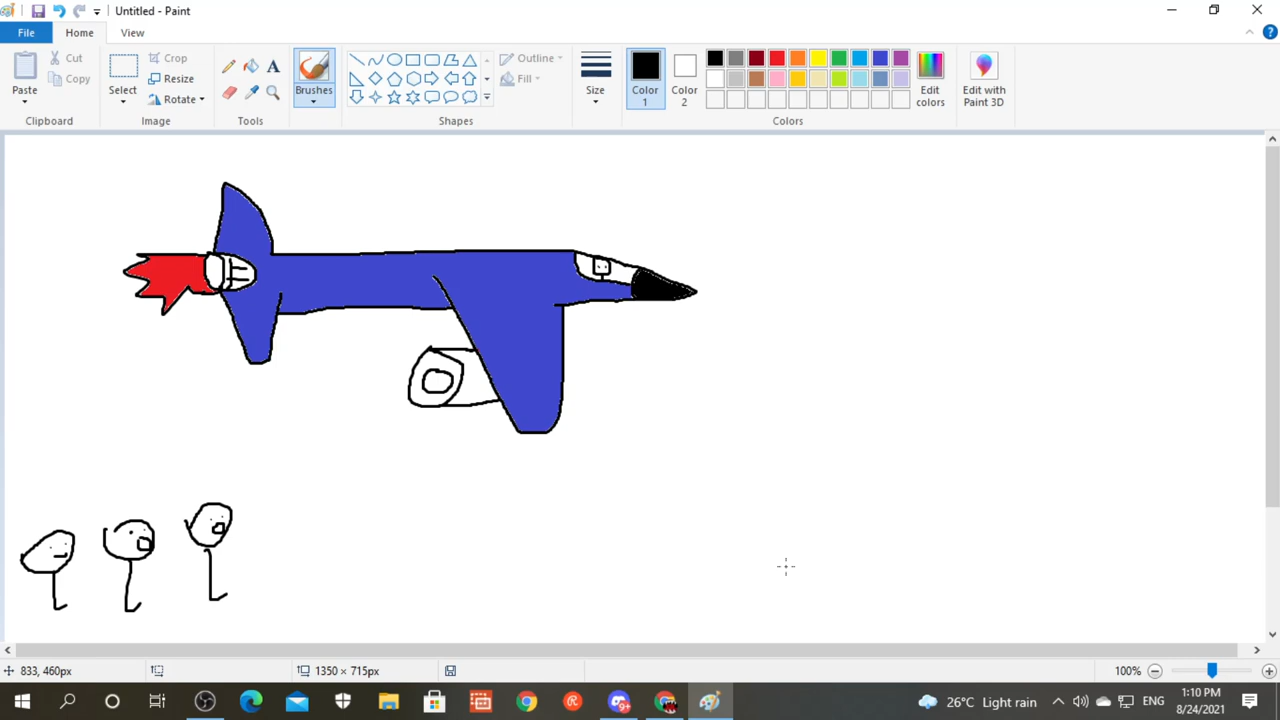 Untitled - Paint
File Home View
Paste
Cut
Copy
Clipboard
Select
Crop
Resize
Rotate
Image
A
Tools
Brushes
Outline
Fill
Shapes
Size
Color 1
Color 2
Edit colors
Colors
Edit with Paint 3D
833, 460px
1350 × 715px
100%
26°C Light rain
ENG
1:10 PM
8/24/2021